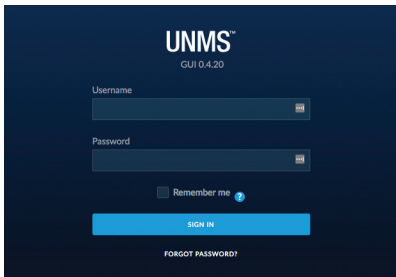 UNMS™
GUI 0.4.20
Username
Password
Remember me ?
SIGN IN
FORGOT PASSWORD?